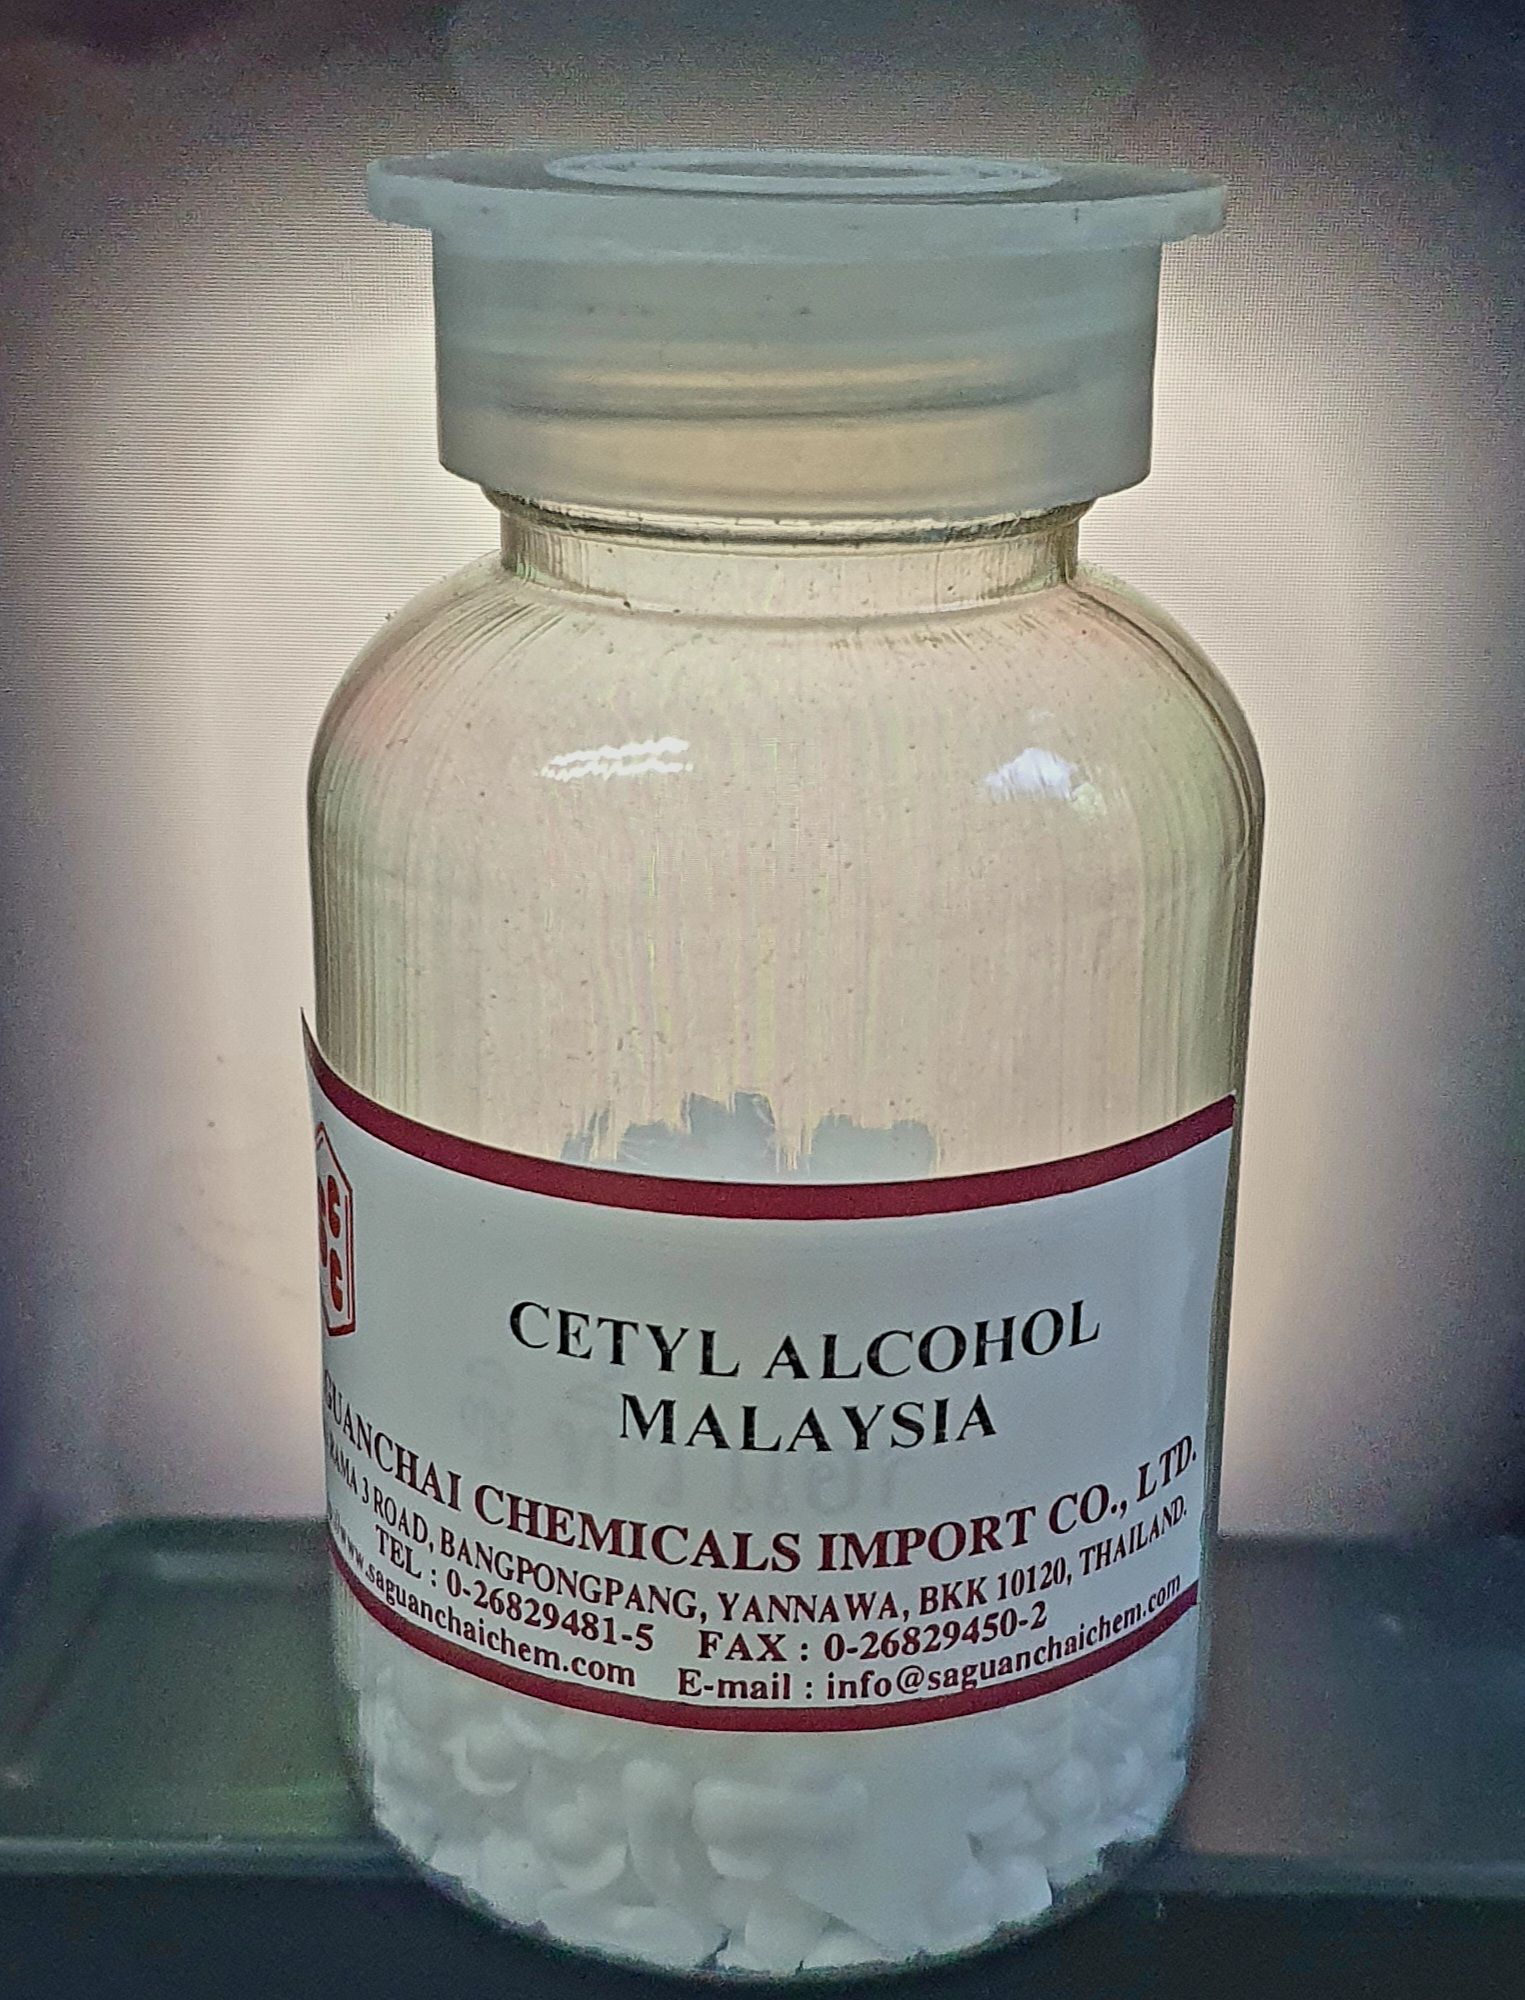 CETYL ALCOHOL
MALAYSIA
GUANCHAI CHEMICALS IMPORT CO., LTD.
RAMA 3 ROAD, BANGPONGPANG, YANNAWA, BKK 10120, THAILAND.
TEL : 0-26829481-5 FAX : 0-26829450-2
www.saguanchaichem.com E-mail : info@saguanchaichem.com